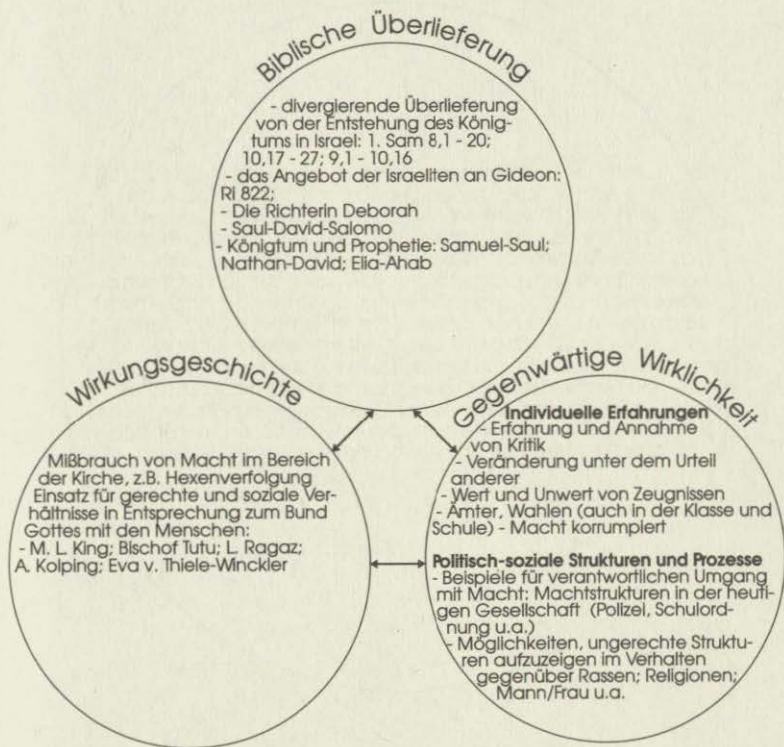 Biblische Überlieferung
- divergierende Überlieferung
von der Entstehung des König-
tums in Israel: 1. Sam 8,1 - 20;
10,17 - 27; 9,1 - 10,16
- das Angebot der Israeliten an Gideon:
Ri 822;
- Die Richterin Deborah
- Saul-David-Salomo
- Königtum und Prophetie: Samuel-Saul;
Nathan-David; Elia-Ahab
Wirkungsgeschichte
Mißbrauch von Macht im Bereich
der Kirche, z.B. Hexenverfolgung
Einsatz für gerechte und soziale Ver-
hältnisse in Entsprechung zum Bund
Gottes mit den Menschen:
- M. L. King; Bischof Tutu; L. Ragaz;
A. Kolping; Eva v. Thiele-Winckler
Gegenwärtige Wirklichkeit
Individuelle Erfahrungen
- Erfahrung und Annahme
von Kritik
- Veränderung unter dem Urteil
anderer
- Wert und Unwert von Zeugnissen
- Ämter, Wahlen (auch in der Klasse und
Schule) - Macht korrumpiert
Politisch-soziale Strukturen und Prozesse
- Beispiele für verantwortlichen Umgang
mit Macht: Machtstrukturen in der heuti-
gen Gesellschaft (Polizei, Schulord-
nung u.a.)
- Möglichkeiten, ungerechte Struktu-
ren aufzuzeigen im Verhalten
gegenüber Rassen; Religionen;
Mann/Frau u.a.